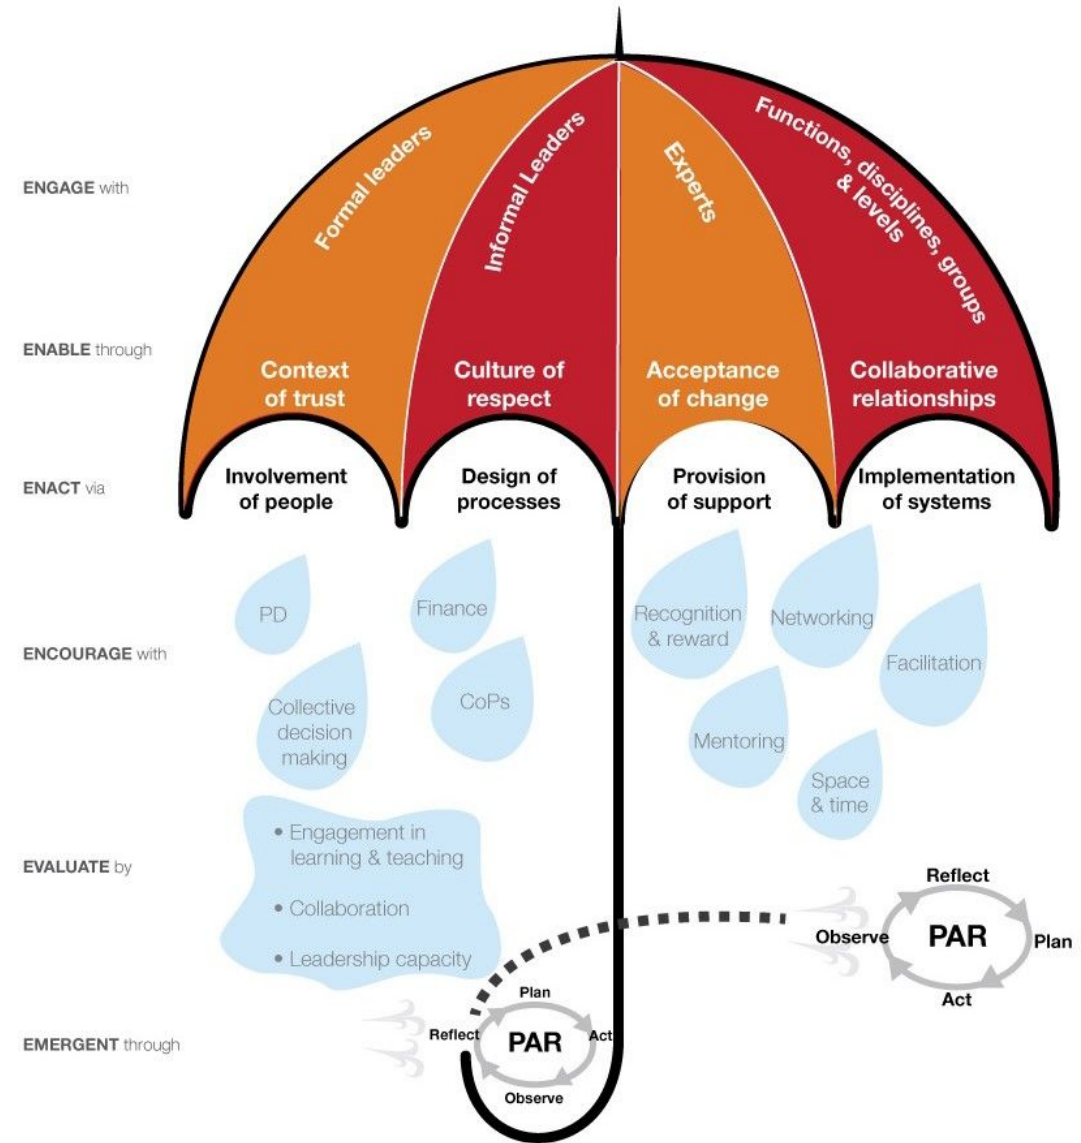 ENGAGE with
Formal leaders
Informal Leaders
Experts
Functions, disciplines, groups
& levels
ENABLE through
Context
of trust
Culture of
respect
Acceptance
of change
Collaborative
relationships
ENACT via
Involvement
of people
Design of
processes
Provision
of support
Implementation
of systems
ENCOURAGE with
PD
Finance
Recognition
& reward
Networking
Facilitation
Collective
decision
making
CoPs
Mentoring
Space
& time
EVALUATE by
• Engagement in
learning & teaching
• Collaboration
• Leadership capacity
Reflect
Observe
PAR
Plan
Act
EMERGENT through
Plan
Reflect
PAR
Act
Observe